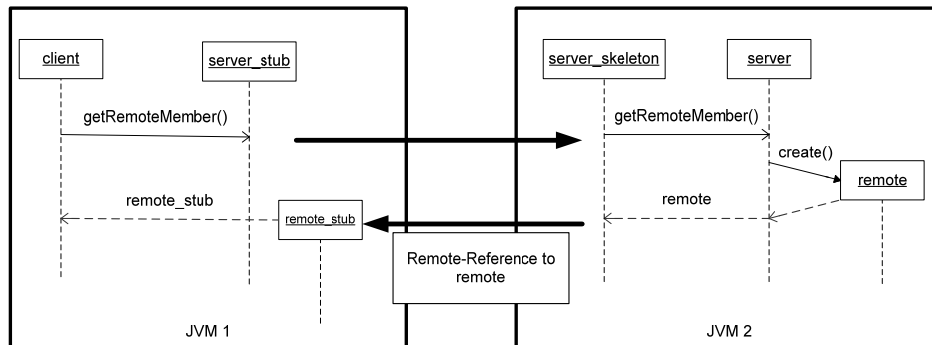 client
server_stub
server_skeleton
server
getRemoteMember()
getRemoteMember()
create()
remote
remote_stub
remote_stub
remote
Remote-Reference to
remote
JVM 1
JVM 2